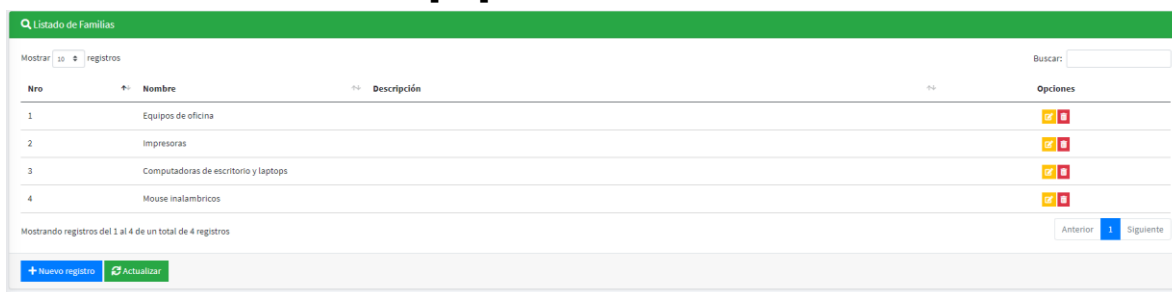 Listado de Familias
Mostrar 10 registros Buscar:
Nro Nombre Descripción Opciones
1 Equipos de oficina
2 Impresoras
3 Computadoras de escritorio y laptops
4 Mouse inalambricos
Mostrando registros del 1 al 4 de un total de 4 registros Anterior 1 Siguiente
Nuevo registro Actualizar